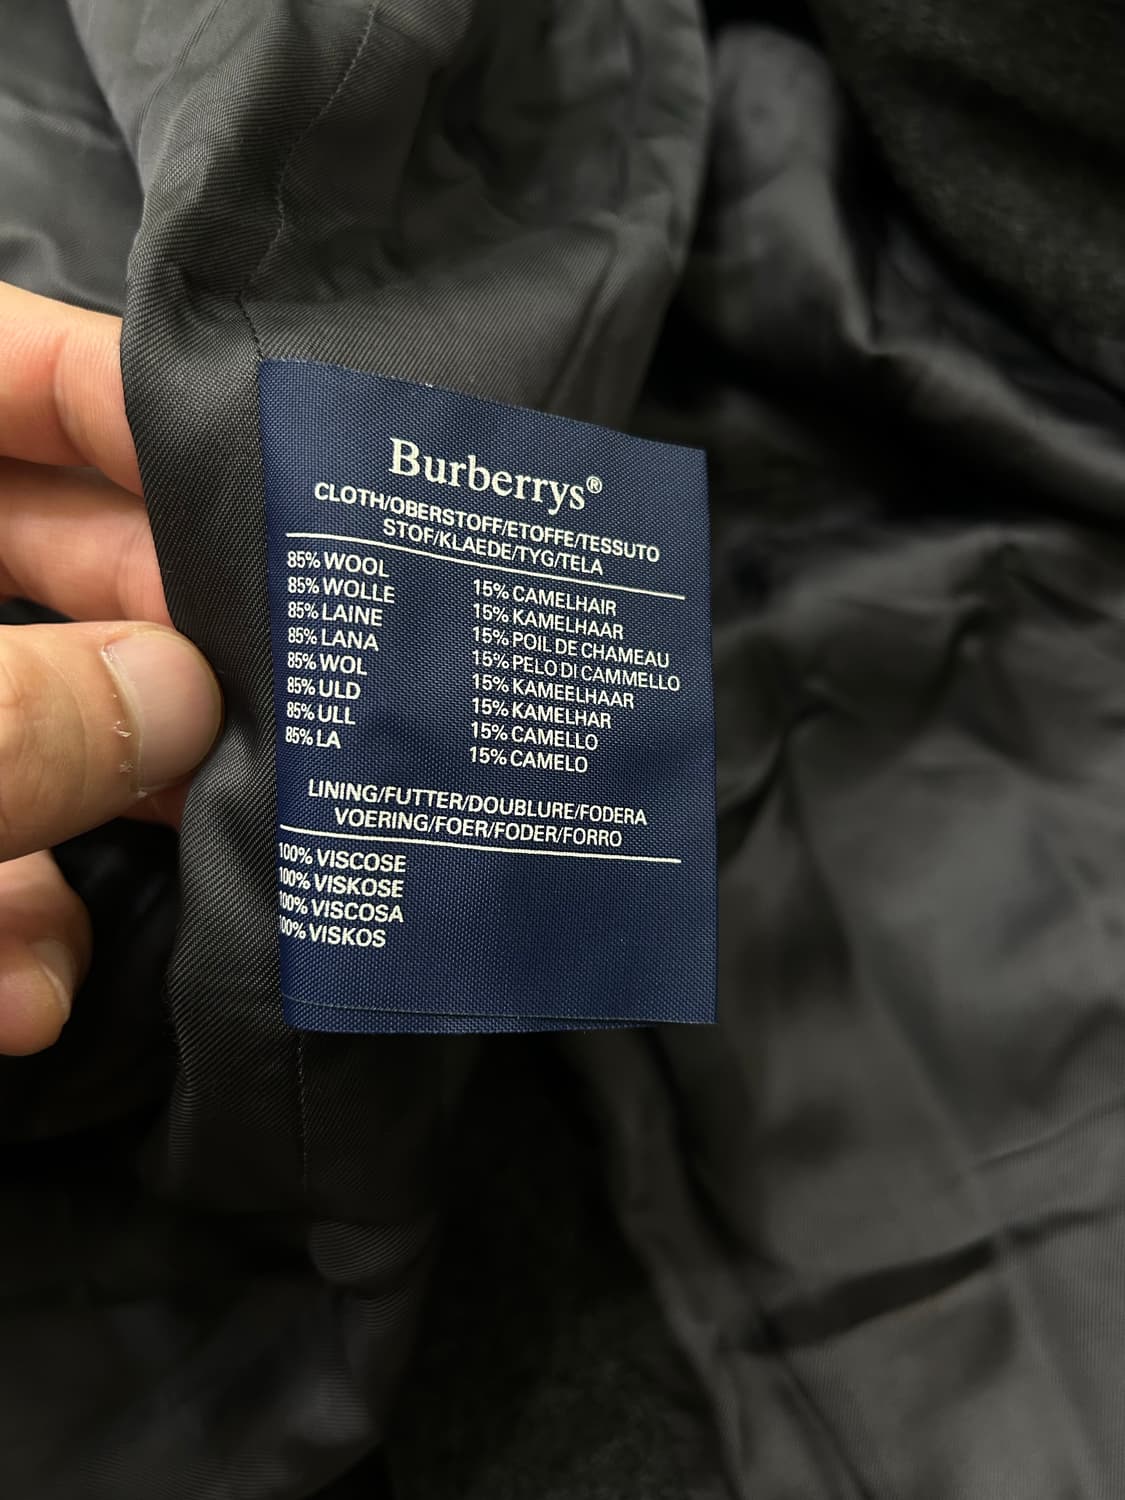 Burberrys®
CLOTH/OBERSTOFF/ETOFFE/TESSUTO
STOF/KLAEDE/TYG/TELA
85% WOOL 15% CAMELHAIR
85% WOLLE 15% KAMELHAAR
85% LAINE 15% POIL DE CHAMEAU
85% LANA 15% PELO DI CAMMELLO
85% WOL 15% KAMEELHAAR
85% ULD 15% KAMELHAR
85% ULL 15% CAMELLO
85% LA 15% CAMELO
LINING/FUTTER/DOUBLURE/FODERA
VOERING/FOER/FODER/FORRO
100% VISCOSE
100% VISKOSE
100% VISCOSA
100% VISKOS